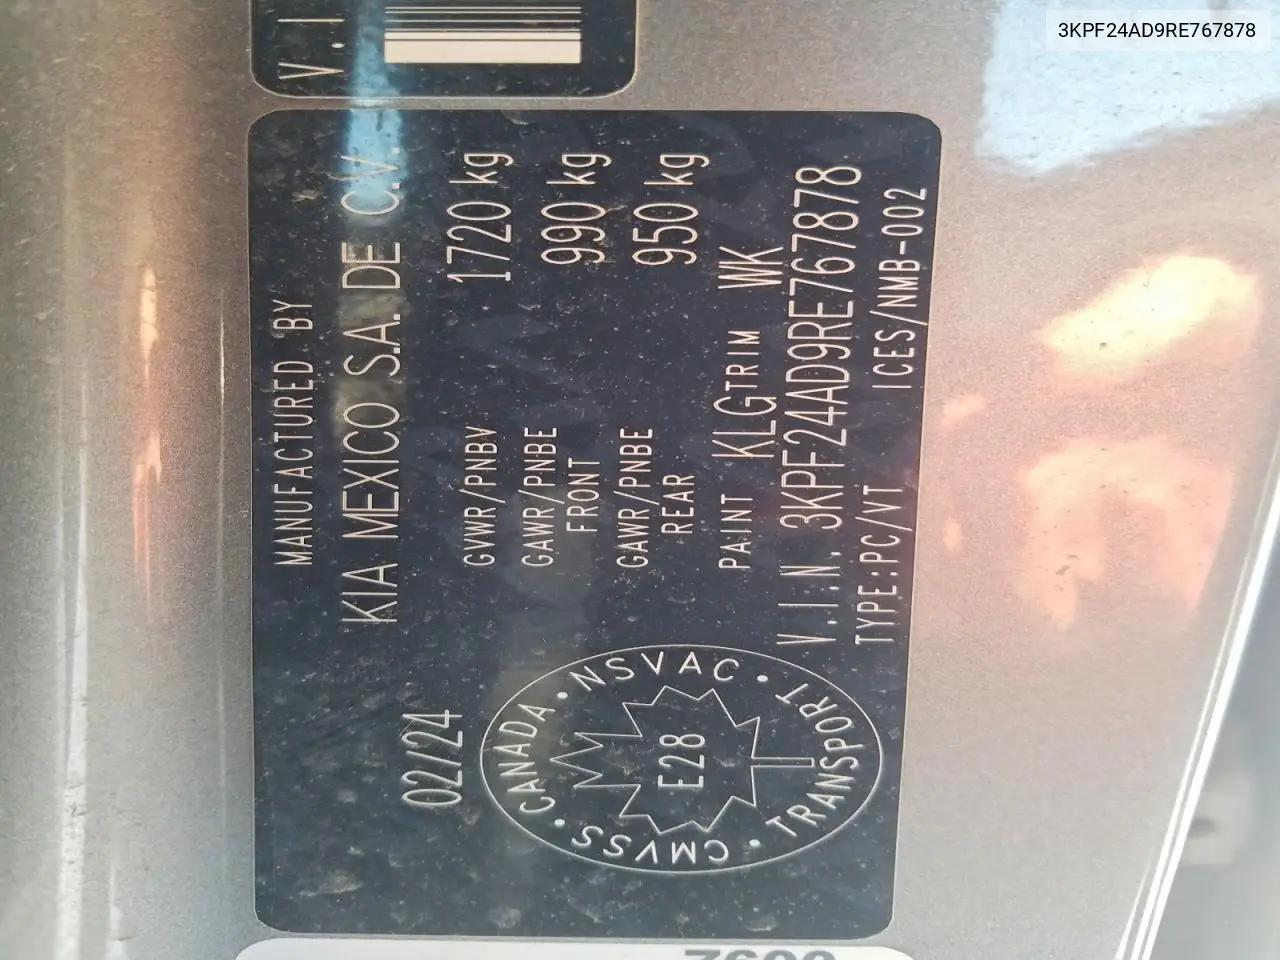 3KPF24AD9RE767878
V.I
MANUFACTURED BY
KIA MEXICO S.A. DE C.V.
02/24
GVWR/PNBV 1720 kg
GAWR/PNBE FRONT 990 kg
GAWR/PNBE REAR 950 kg
PAINT KLG TRIM WK
V.I.N. 3KPF24AD9RE767878
TYPE:PC/VT ICES/NMB-002
CANADA • NSVAC • TRANSPORT • CMVSS •
E28